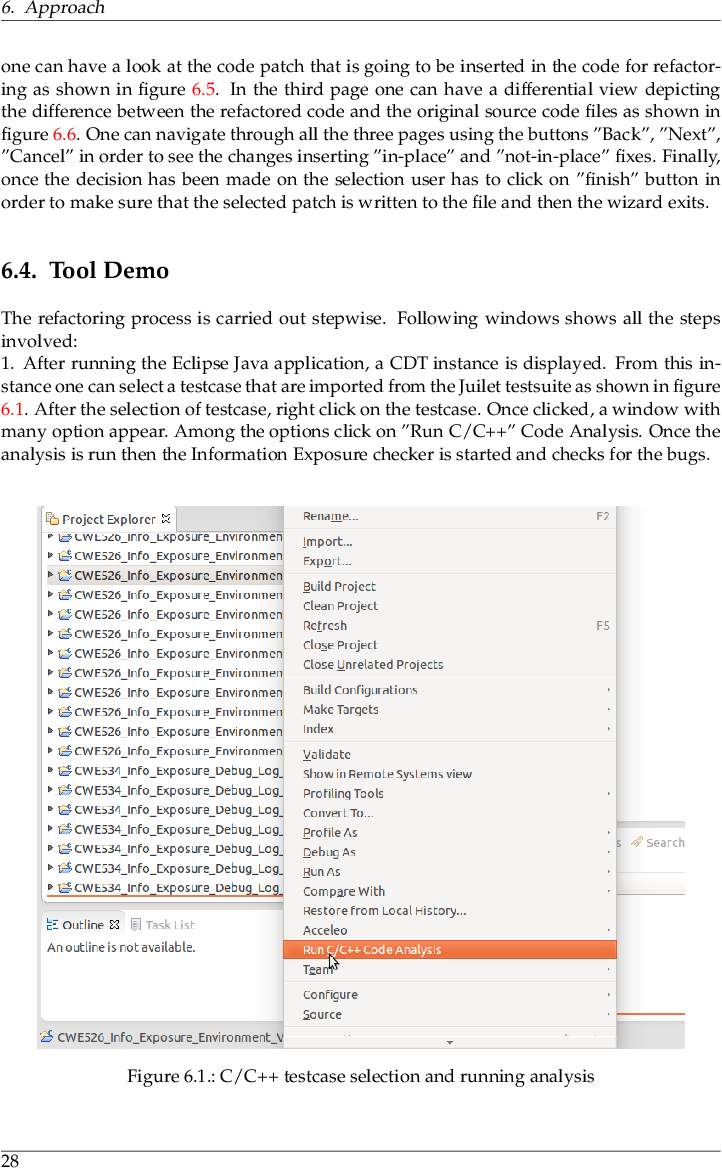 6. Approach
one can have a look at the code patch that is going to be inserted in the code for refactor-
ing as shown in figure 6.5. In the third page one can have a differential view depicting
the difference between the refactored code and the original source code files as shown in
figure 6.6. One can navigate through all the three pages using the buttons ”Back”, ”Next”,
”Cancel” in order to see the changes inserting ”in-place” and ”not-in-place” fixes. Finally,
once the decision has been made on the selection user has to click on ”finish” button in
order to make sure that the selected patch is written to the file and then the wizard exits.
6.4. Tool Demo
The refactoring process is carried out stepwise. Following windows shows all the steps
involved:
1. After running the Eclipse Java application, a CDT instance is displayed. From this in-
stance one can select a testcase that are imported from the Juilet testsuite as shown in figure
6.1. After the selection of testcase, right click on the testcase. Once clicked, a window with
many option appear. Among the options click on ”Run C/C++” Code Analysis. Once the
analysis is run then the Information Exposure checker is started and checks for the bugs.
Project Explorer
CWE526_Info_Exposure_Environmen
CWE526_Info_Exposure_Environmen
CWE526_Info_Exposure_Environmen
CWE526_Info_Exposure_Environmen
CWE526_Info_Exposure_Environmen
CWE526_Info_Exposure_Environmen
CWE526_Info_Exposure_Environmen
CWE526_Info_Exposure_Environmen
CWE526_Info_Exposure_Environmen
CWE526_Info_Exposure_Environmen
CWE526_Info_Exposure_Environmen
CWE526_Info_Exposure_Environmen
CWE534_Info_Exposure_Debug_Log_
CWE534_Info_Exposure_Debug_Log_
CWE534_Info_Exposure_Debug_Log_
CWE534_Info_Exposure_Debug_Log_
CWE534_Info_Exposure_Debug_Log_
CWE534_Info_Exposure_Debug_Log_
CWE534_Info_Exposure_Debug_Log_
Outline Task List
An outline is not available.
CWE526_Info_Exposure_Environment_V
Rename... F2
Import...
Export...
Build Project
Clean Project
Refresh F5
Close Project
Close Unrelated Projects
Build Configurations
Make Targets
Index
Validate
Show in Remote Systems view
Profiling Tools
Convert To...
Profile As
Debug As
Run As
Compare With
Restore from Local History...
Acceleo
Run C/C++ Code Analysis
Team
Configure
Source
s Search
Figure 6.1.: C/C++ testcase selection and running analysis
28